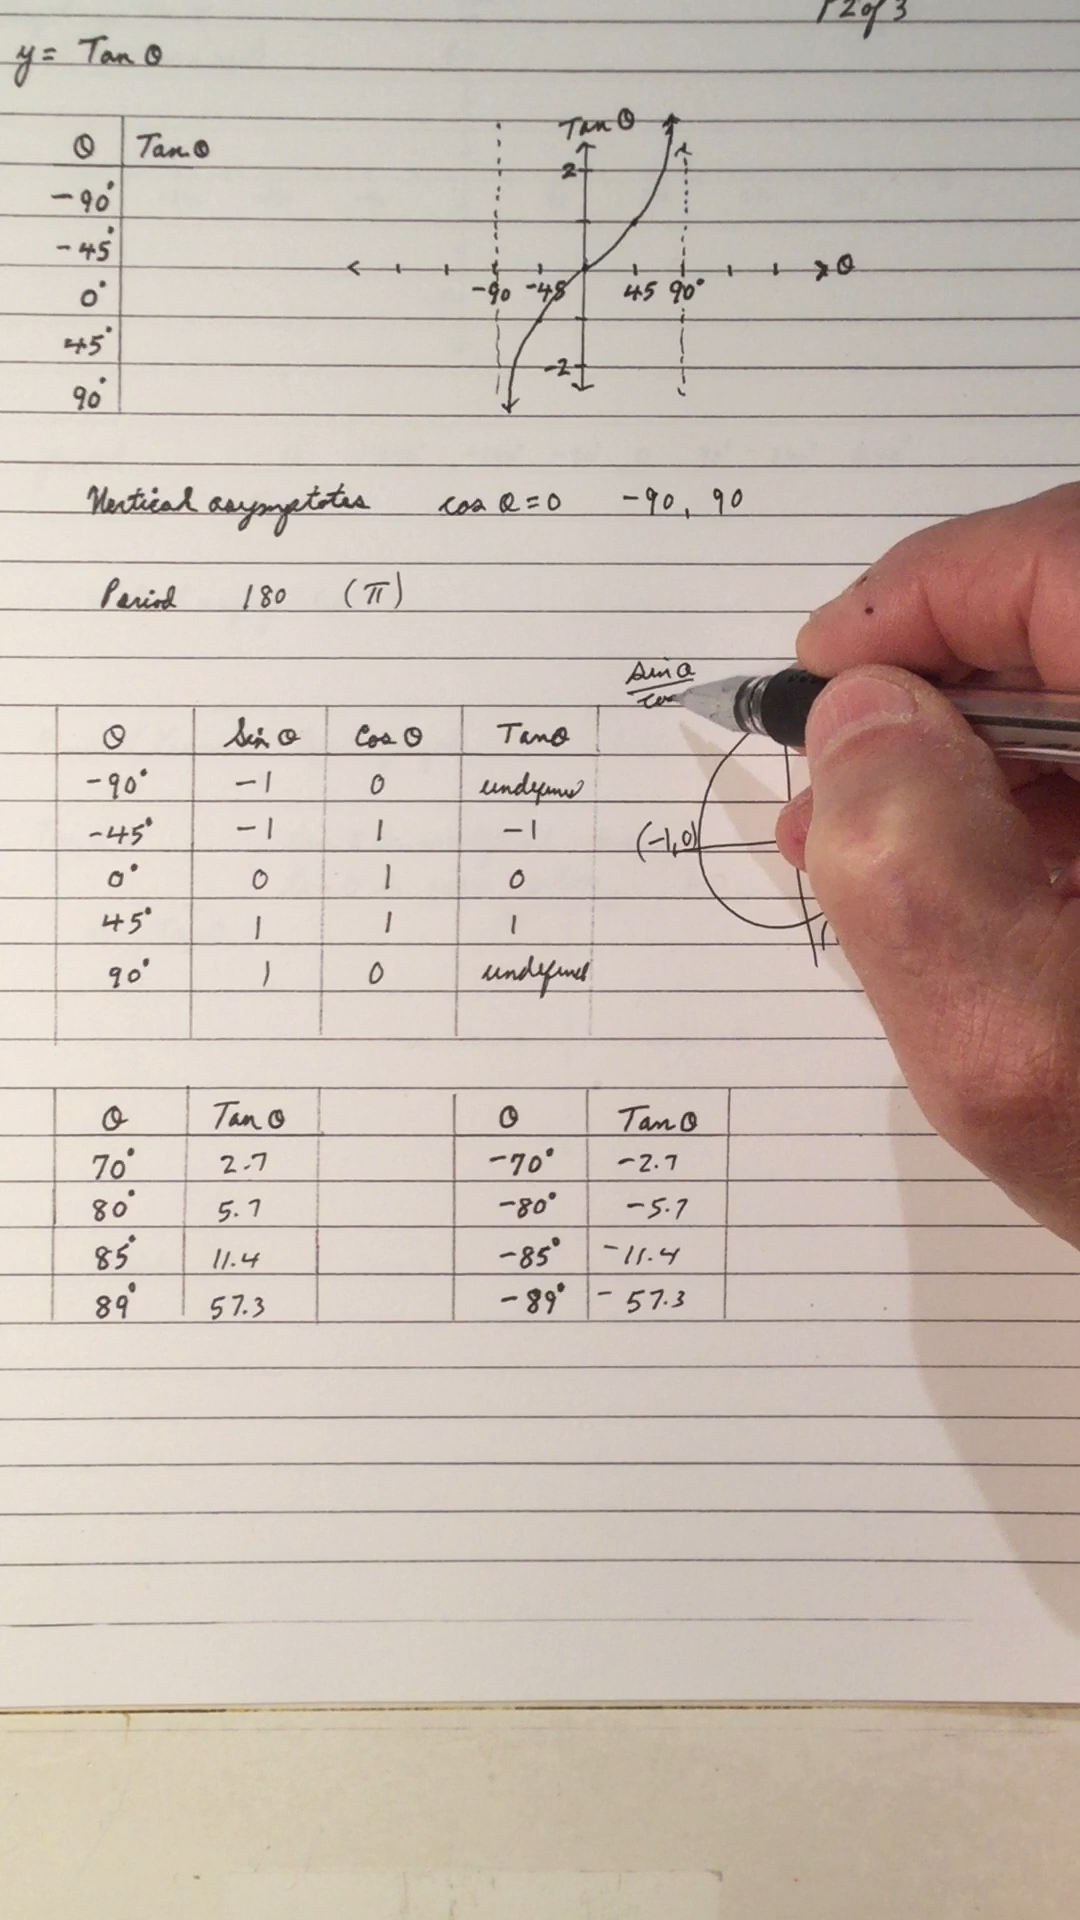 P2 of 3
y = Tan θ
θ Tan θ
-90°
-45°
0°
45°
90°
Tan θ
2
-90 -45 45 90° θ
-2
Vertical asymptotes cos θ = 0 -90, 90
Period 180 (π)
sin θ
θ Sin θ Cos θ Tan θ
-90° -1 0
-45° -1 1 -1
0° 0 1 0
45° 1 1 1
90° 1 0
(-1,0)
θ Tan θ θ Tan θ
70° 2.7 -70° -2.7
80° 5.7 -80° -5.7
85° 11.4 -85° -11.4
89° 57.3 -89° -57.3